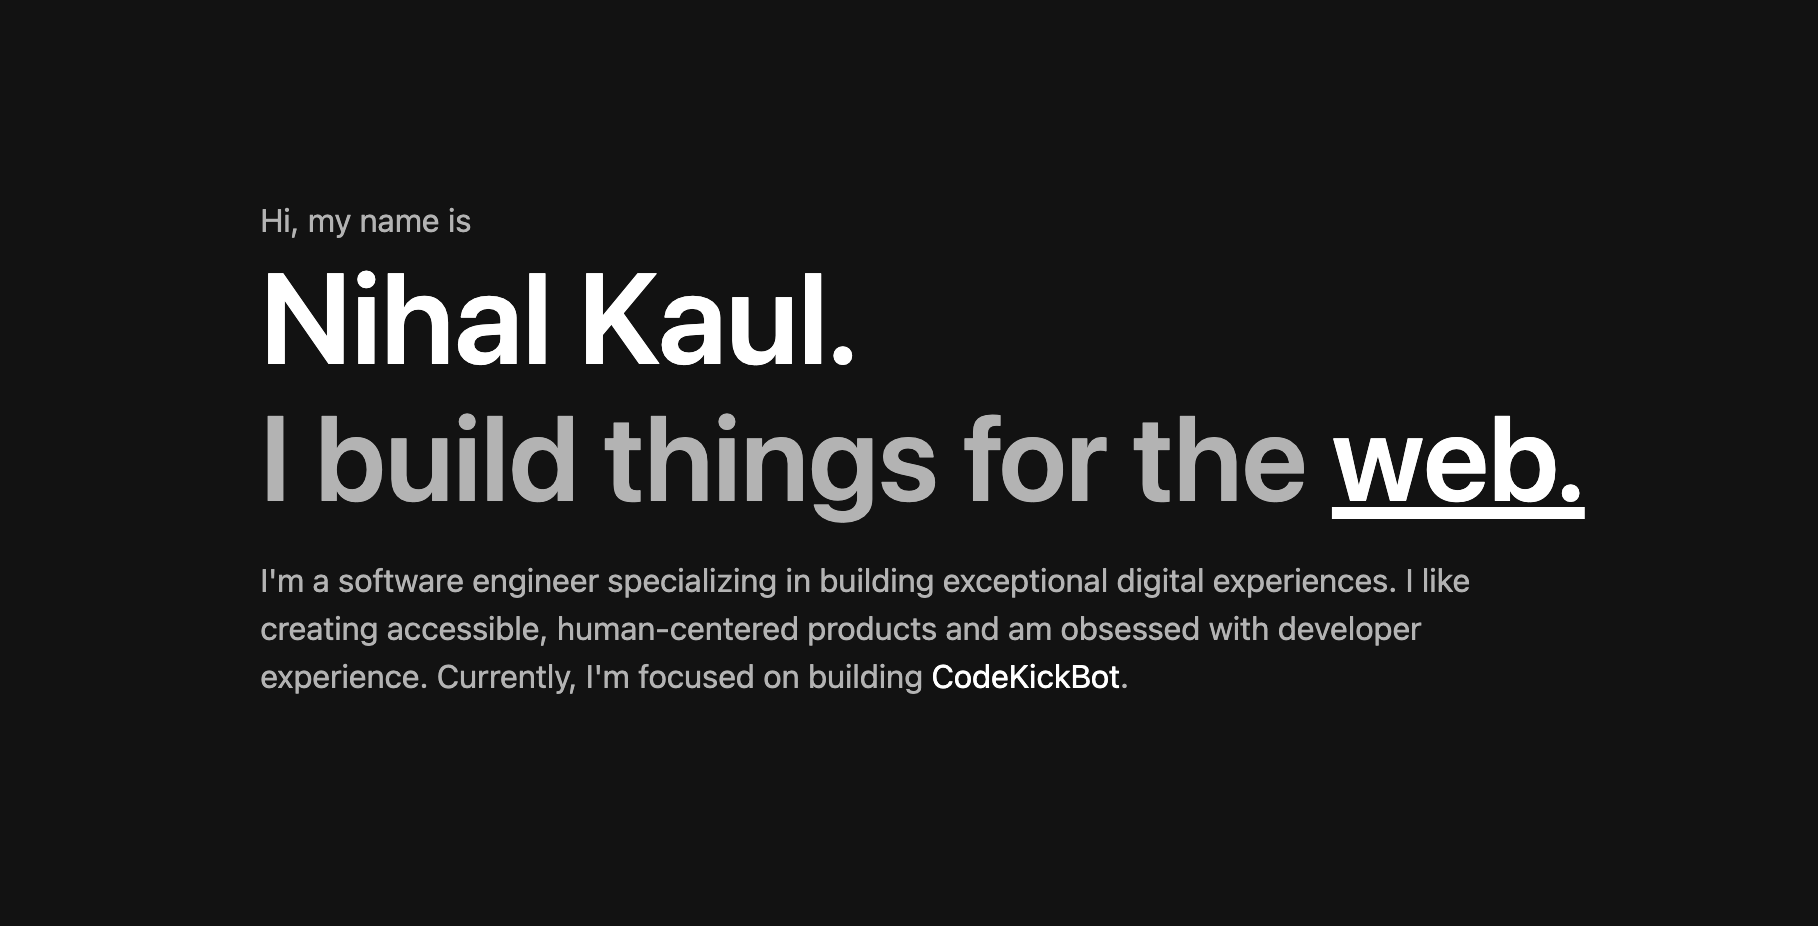 Hi, my name is
Nihal Kaul.
I build things for the web.
I'm a software engineer specializing in building exceptional digital experiences. I like
creating accessible, human-centered products and am obsessed with developer
experience. Currently, I'm focused on building CodeKickBot.